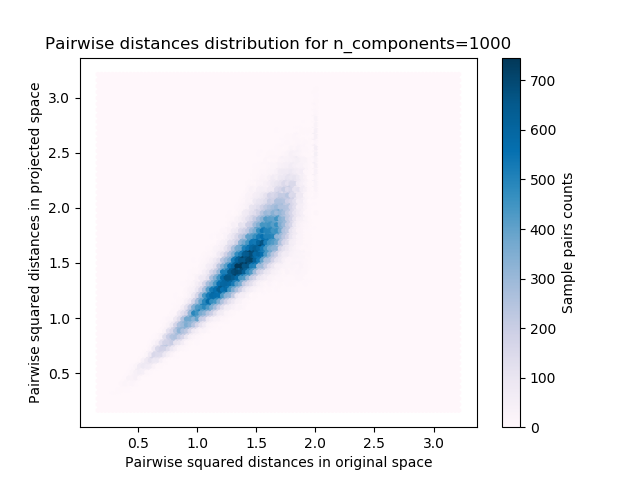 Pairwise distances distribution for n_components=1000
Pairwise squared distances in projected space
3.0
2.5
2.0
1.5
1.0
0.5
0.5 1.0 1.5 2.0 2.5 3.0
Pairwise squared distances in original space
700
600
500
400
300
200
100
0
Sample pairs counts